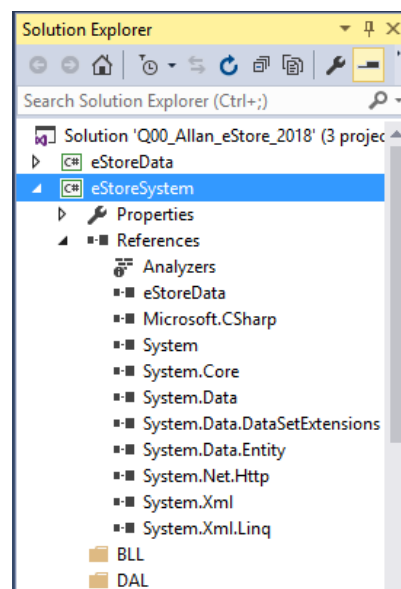 Solution Explorer
Search Solution Explorer (Ctrl+;)
Solution 'Q00_Allan_eStore_2018' (3 projec
C# eStoreData
C# eStoreSystem
Properties
References
Analyzers
eStoreData
Microsoft.CSharp
System
System.Core
System.Data
System.Data.DataSetExtensions
System.Data.Entity
System.Net.Http
System.Xml
System.Xml.Linq
BLL
DAL